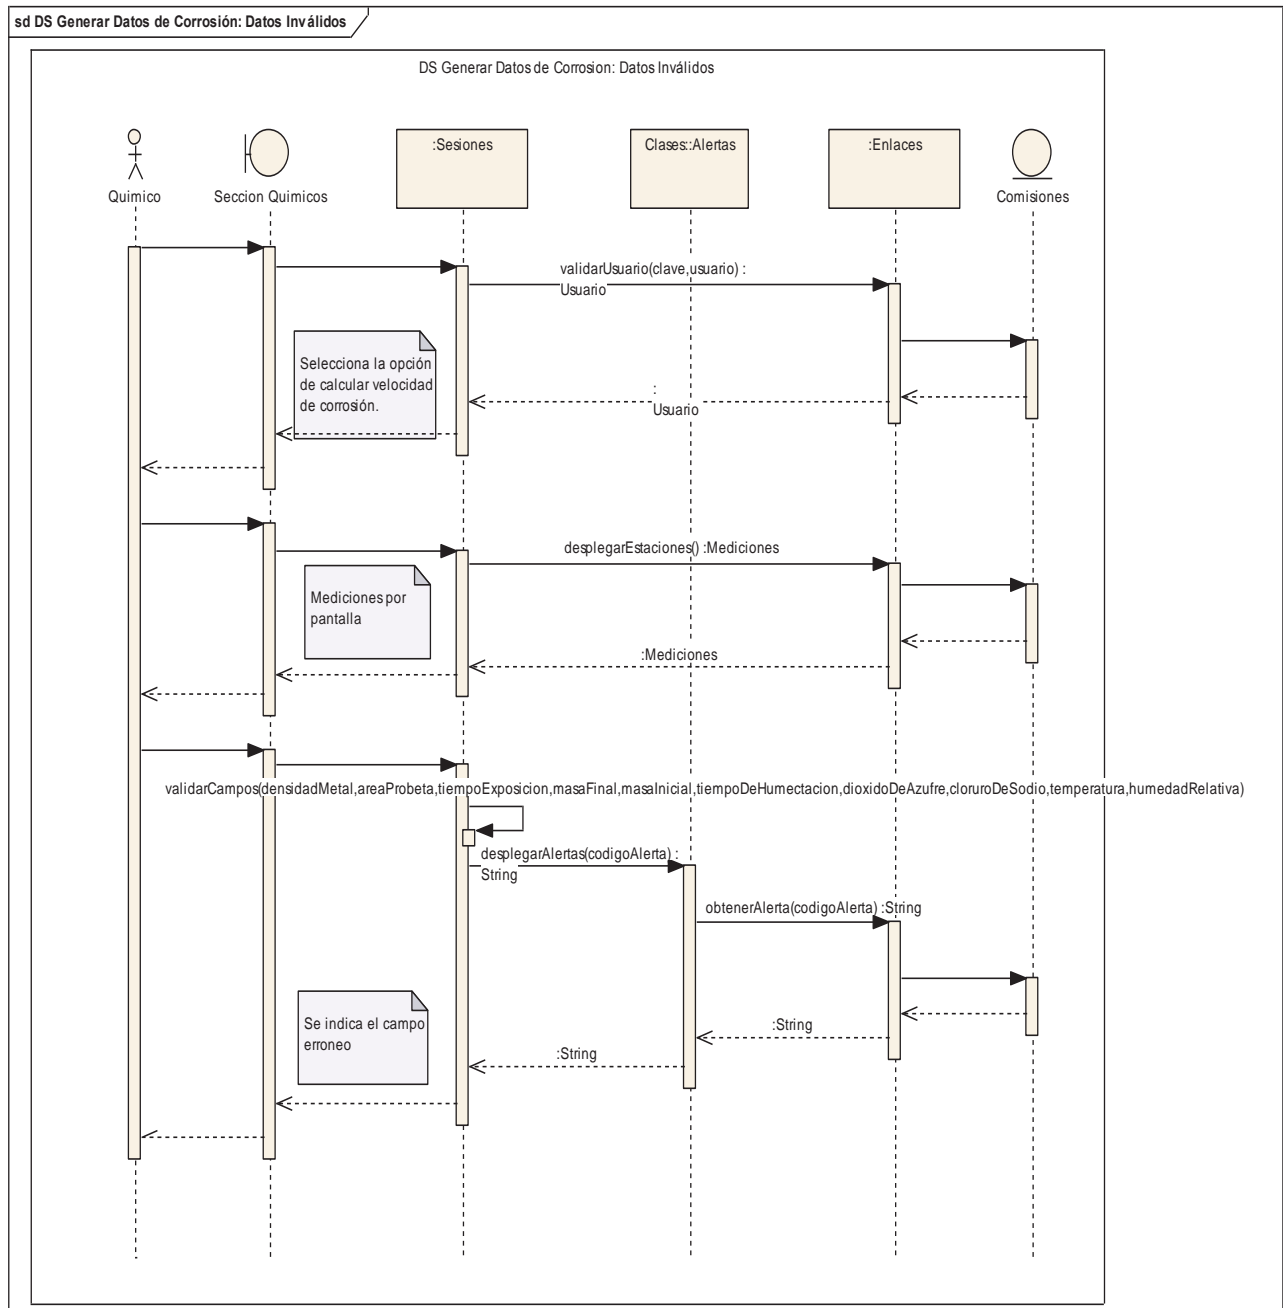 sd DS Generar Datos de Corrosión: Datos Inválidos
DS Generar Datos de Corrosion: Datos Inválidos
Quimico
Seccion Quimicos
:Sesiones
Clases::Alertas
:Enlaces
Comisiones
validarUsuario(clave,usuario) :
Usuario
Selecciona la opción
de calcular velocidad
de corrosión.
:
Usuario
desplegarEstaciones() :Mediciones
Mediciones por
pantalla
:Mediciones
validarCampos(densidadMetal,areaProbeta,tiempoExposicion,masaFinal,masaInicial,tiempoDeHumectacion,dioxidoDeAzufre,cloruroDeSodio,temperatura,humedadRelativa)
desplegarAlertas(codigoAlerta) :
String
obtenerAlerta(codigoAlerta) :String
Se indica el campo
erroneo
:String
:String